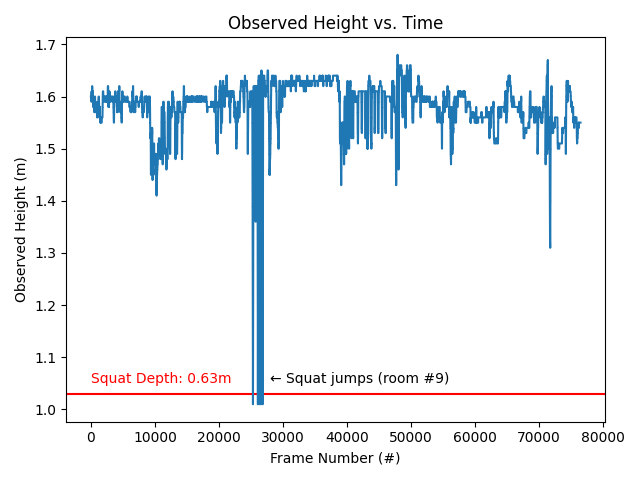 Observed Height vs. Time
Observed Height (m)
1.7
1.6
1.5
1.4
1.3
1.2
1.1
1.0
Squat Depth: 0.63m
← Squat jumps (room #9)
0 10000 20000 30000 40000 50000 60000 70000 80000
Frame Number (#)